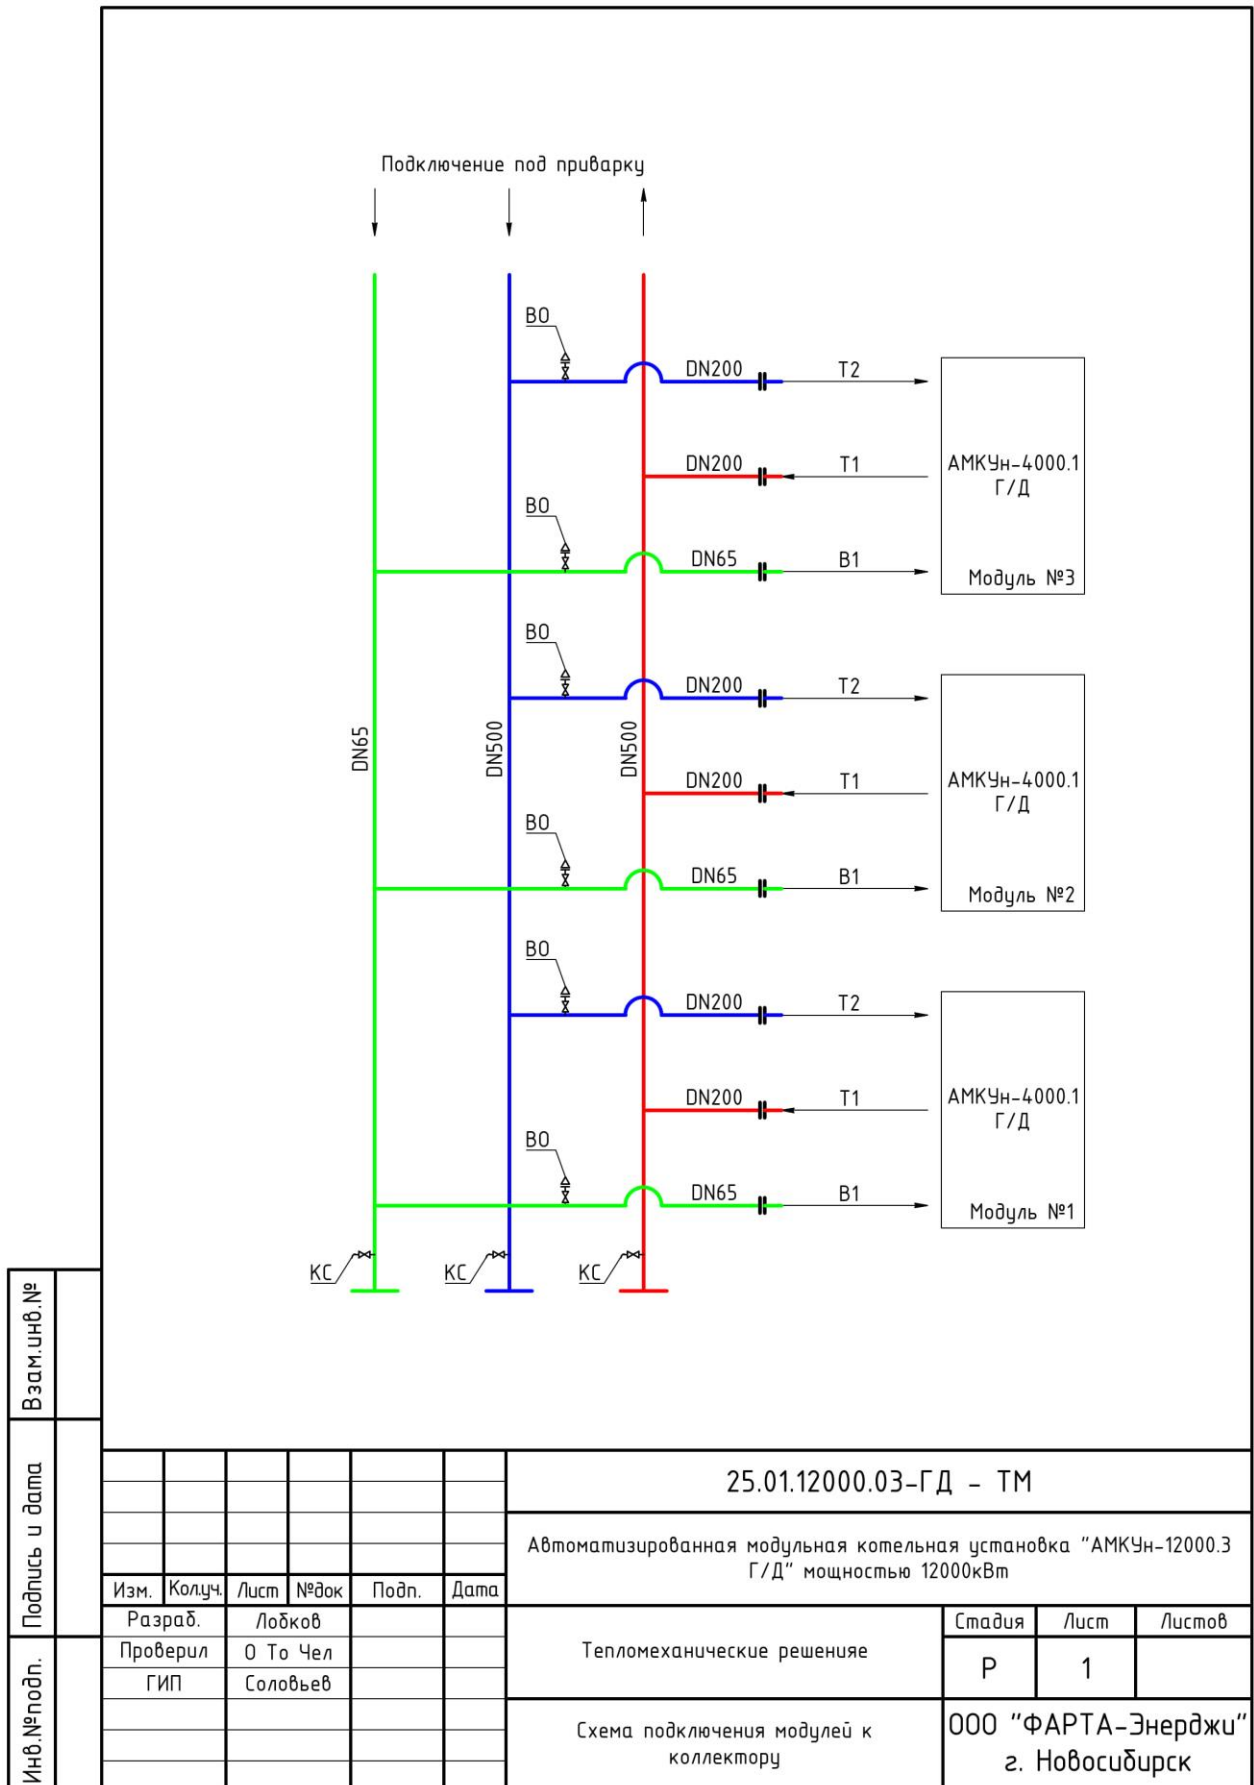 Подключение под приварку
ВО
DN200
Т2
DN200
Т1
АМКУн-4000.1
Г/Д
ВО
DN65
В1
Модуль №3
ВО
DN200
Т2
DN65
DN500
DN500
DN200
Т1
АМКУн-4000.1
Г/Д
ВО
DN65
В1
Модуль №2
ВО
DN200
Т2
DN200
Т1
АМКУн-4000.1
Г/Д
ВО
DN65
В1
Модуль №1
КС
КС
КС
Взам.инв.№
Подпись и дата
Инв.№подл.
25.01.12000.03-ГД - ТМ
Автоматизированная модульная котельная установка "АМКУн-12000.3
Г/Д" мощностью 12000кВт
Изм. Кол.уч. Лист №док Подп. Дата
Разраб. Лобков
Проверил О То Чел
ГИП Соловьев
Тепломеханические решенияе
Стадия Лист Листов
Р 1
Схема подключения модулей к
коллектору
ООО "ФАРТА-Энерджи"
г. Новосибирск